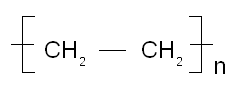 [CH₂ — CH₂]n